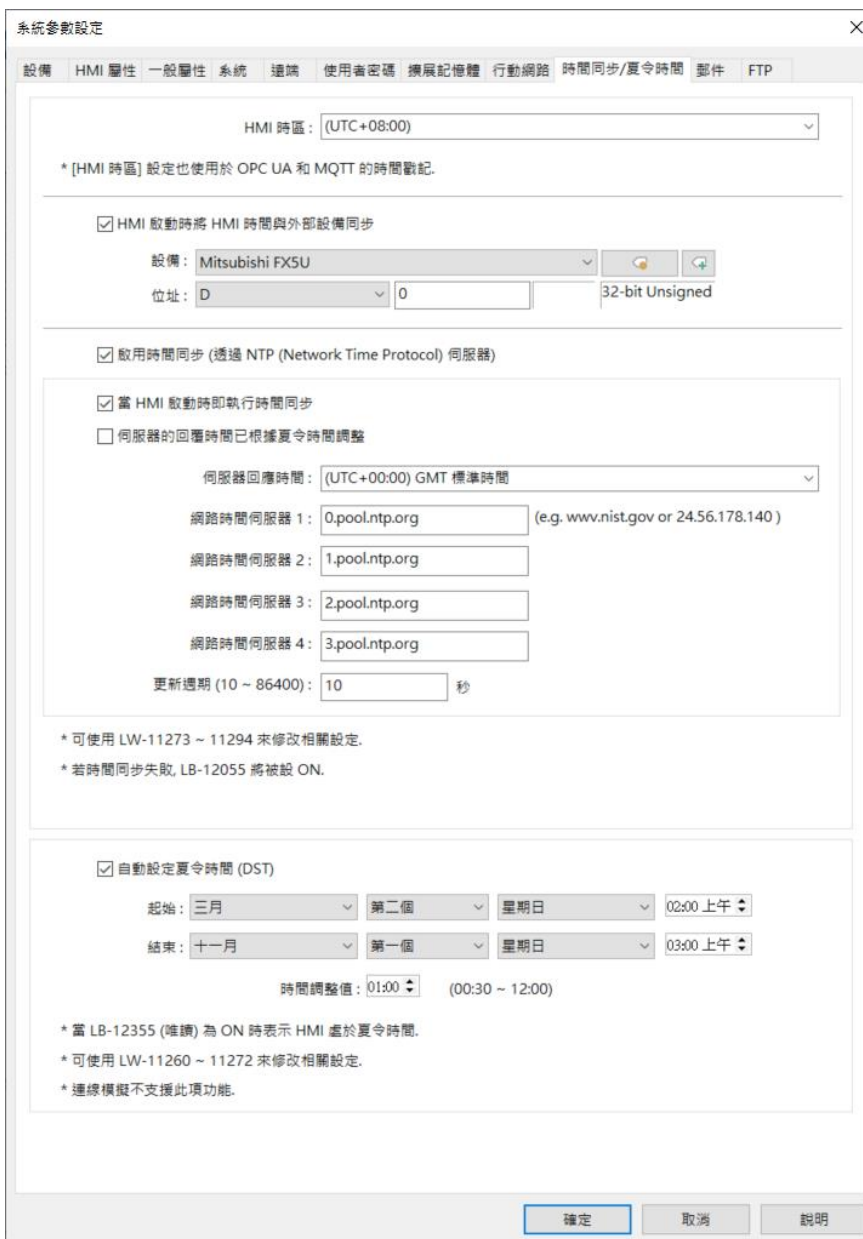 系統參數設定
設備 HMI 屬性 一般屬性 系統 遠端 使用者密碼 擴展記憶體 行動網路 時間同步/夏令時間 郵件 FTP
HMI 時區 : (UTC+08:00)
* [HMI 時區] 設定也使用於 OPC UA 和 MQTT 的時間戳記.
HMI 啟動時將 HMI 時間與外部設備同步
設備 : Mitsubishi FX5U
位址 : D 0 32-bit Unsigned
啟用時間同步 (透過 NTP (Network Time Protocol) 伺服器)
當 HMI 啟動時即執行時間同步
伺服器的回覆時間已根據夏令時間調整
伺服器回應時間 : (UTC+00:00) GMT 標準時間
網路時間伺服器 1 : 0.pool.ntp.org (e.g. wwv.nist.gov or 24.56.178.140 )
網路時間伺服器 2 : 1.pool.ntp.org
網路時間伺服器 3 : 2.pool.ntp.org
網路時間伺服器 4 : 3.pool.ntp.org
更新週期 (10 ~ 86400) : 10 秒
* 可使用 LW-11273 ~ 11294 來修改相關設定.
* 若時間同步失敗, LB-12055 將被設 ON.
自動設定夏令時間 (DST)
起始 : 三月 第二個 星期日 02:00 上午
結束 : 十一月 第一個 星期日 03:00 上午
時間調整值 : 01:00 (00:30 ~ 12:00)
* 當 LB-12355 (唯讀) 為 ON 時表示 HMI 處於夏令時間.
* 可使用 LW-11260 ~ 11272 來修改相關設定.
* 連線模擬不支援此項功能.
確定 取消 說明